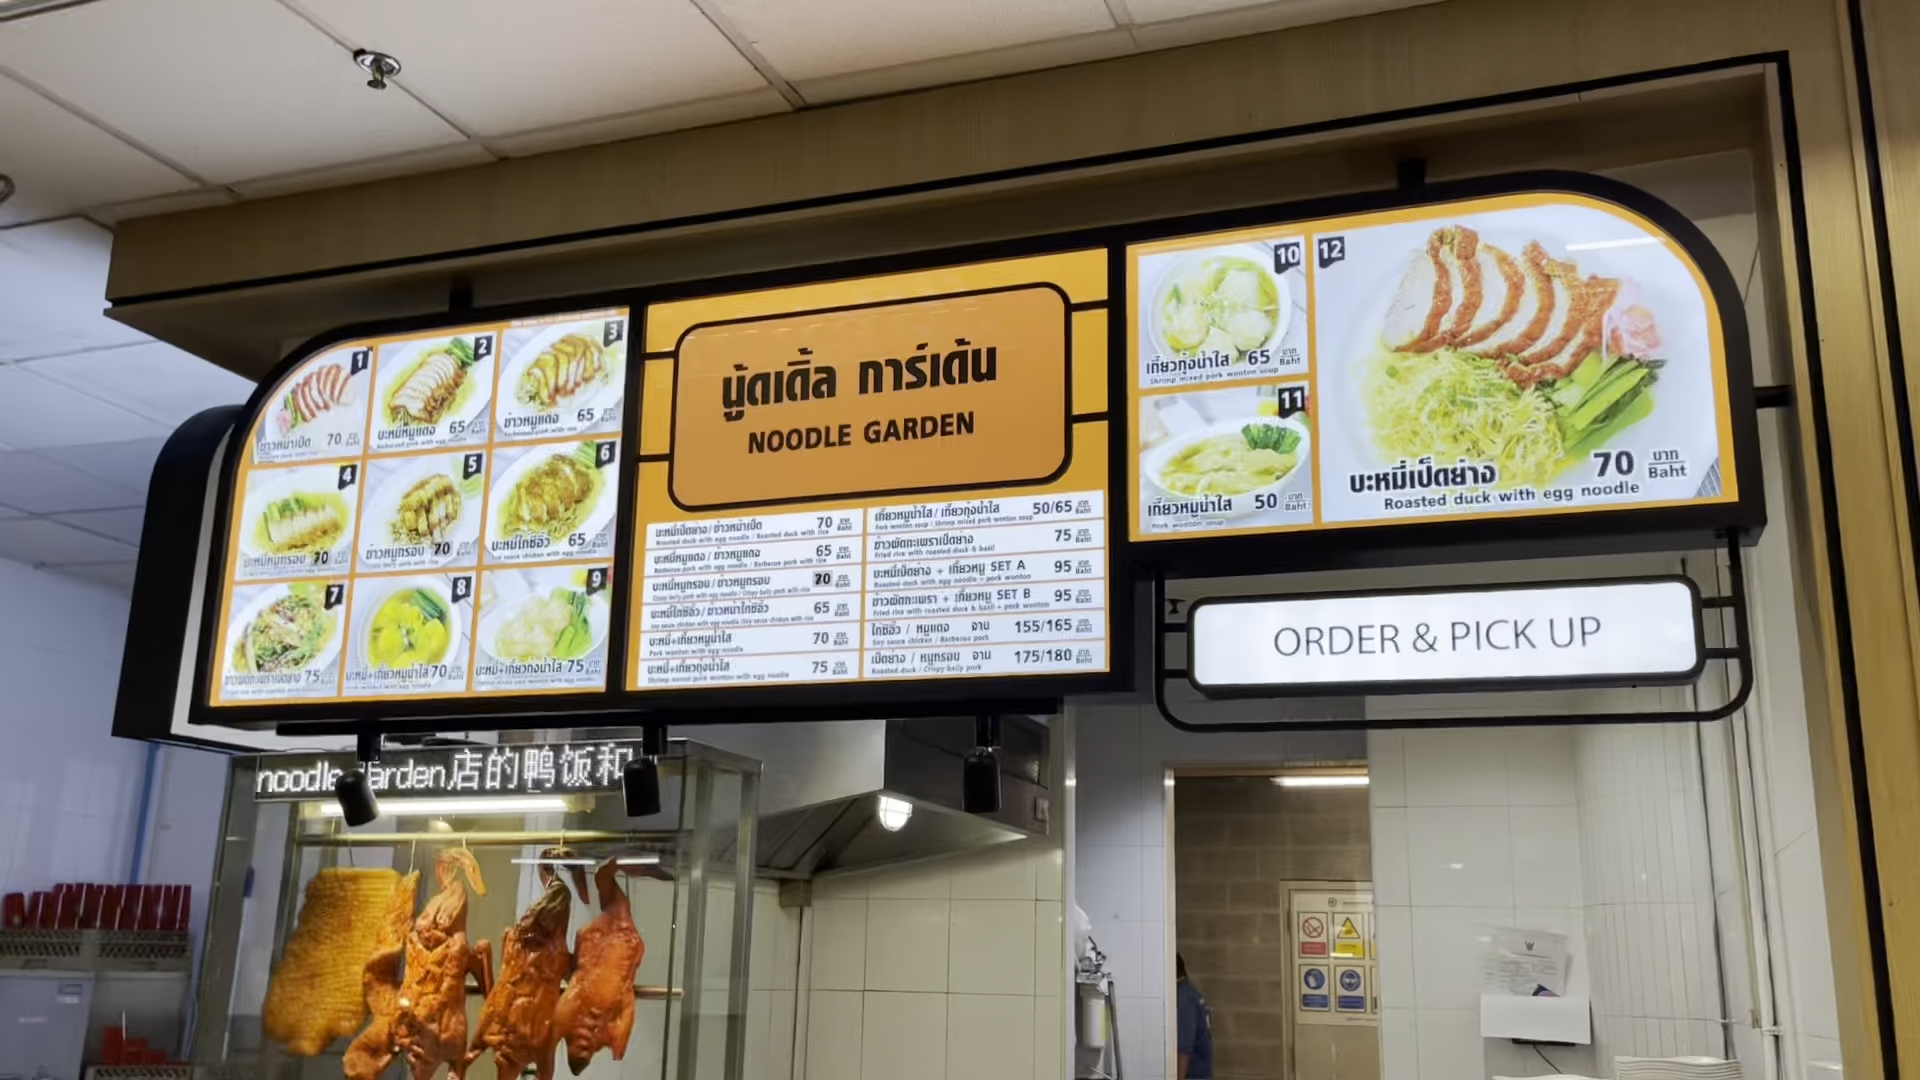 1
ข้าวหน้าเป็ด 70 บาท Baht
2
บะหมี่หมูแดง 65 บาท Baht
Barbecued pork with egg noodle
3
ข้าวหมูแดง 65 บาท Baht
Barbecued pork with rice
4
บะหมี่หมูกรอบ 70 บาท Baht
5
ข้าวหมูกรอบ 70 บาท Baht
6
บะหมี่ไก่ซีอิ๊ว 65 บาท Baht
Soy sauce chicken with egg noodle
7
ข้าวผัดกะเพราเป็ดย่าง 75 บาท Baht
8
บะหมี่+เกี๊ยวหมูน้ำใส 70 บาท Baht
9
บะหมี่+เกี๊ยวกุ้งน้ำใส 75 บาท Baht
นู้ดเดิ้ล การ์เด้น
NOODLE GARDEN
บะหมี่เป็ดย่าง / ข้าวหน้าเป็ด 70 บาท Baht
Roasted duck with egg noodle / Roasted duck with rice
บะหมี่หมูแดง / ข้าวหมูแดง 65 บาท Baht
Barbecue pork with egg noodle / Barbecue pork with rice
บะหมี่หมูกรอบ / ข้าวหมูกรอบ 70 บาท Baht
Crispy belly pork with egg noodle / Crispy belly pork with rice
บะหมี่ไก่ซีอิ๊ว / ข้าวหน้าไก่ซีอิ๊ว 65 บาท Baht
Soy sauce chicken with egg noodle / Soy sauce chicken with rice
บะหมี่+เกี๊ยวหมูน้ำใส 70 บาท Baht
Pork wonton with egg noodle
บะหมี่+เกี๊ยวกุ้งน้ำใส 75 บาท Baht
Shrimp mixed pork wonton with egg noodle
เกี๊ยวหมูน้ำใส / เกี๊ยวกุ้งน้ำใส 50/65 บาท Baht
Pork wonton soup / Shrimp mixed pork wonton soup
ข้าวผัดกะเพราเป็ดย่าง 75 บาท Baht
Fried rice with roasted duck & basil
บะหมี่เป็ดย่าง + เกี๊ยวหมู SET A 95 บาท Baht
Roasted duck with egg noodle + pork wonton
ข้าวผัดกะเพรา + เกี๊ยวหมู SET B 95 บาท Baht
Fried rice with roasted duck & basil + pork wonton
ไก่ซีอิ๊ว / หมูแดง จาน 155/165 บาท Baht
Soy sauce chicken / Barbecue pork
เป็ดย่าง / หมูกรอบ จาน 175/180 บาท Baht
Roasted duck / Crispy belly pork
10
เกี๊ยวกุ้งน้ำใส 65 บาท Baht
Shrimp mixed pork wonton soup
11
เกี๊ยวหมูน้ำใส 50 บาท Baht
Pork wonton soup
12
บะหมี่เป็ดย่าง 70 บาท Baht
Roasted duck with egg noodle
ORDER & PICK UP
noodle garden店的鸭饭和